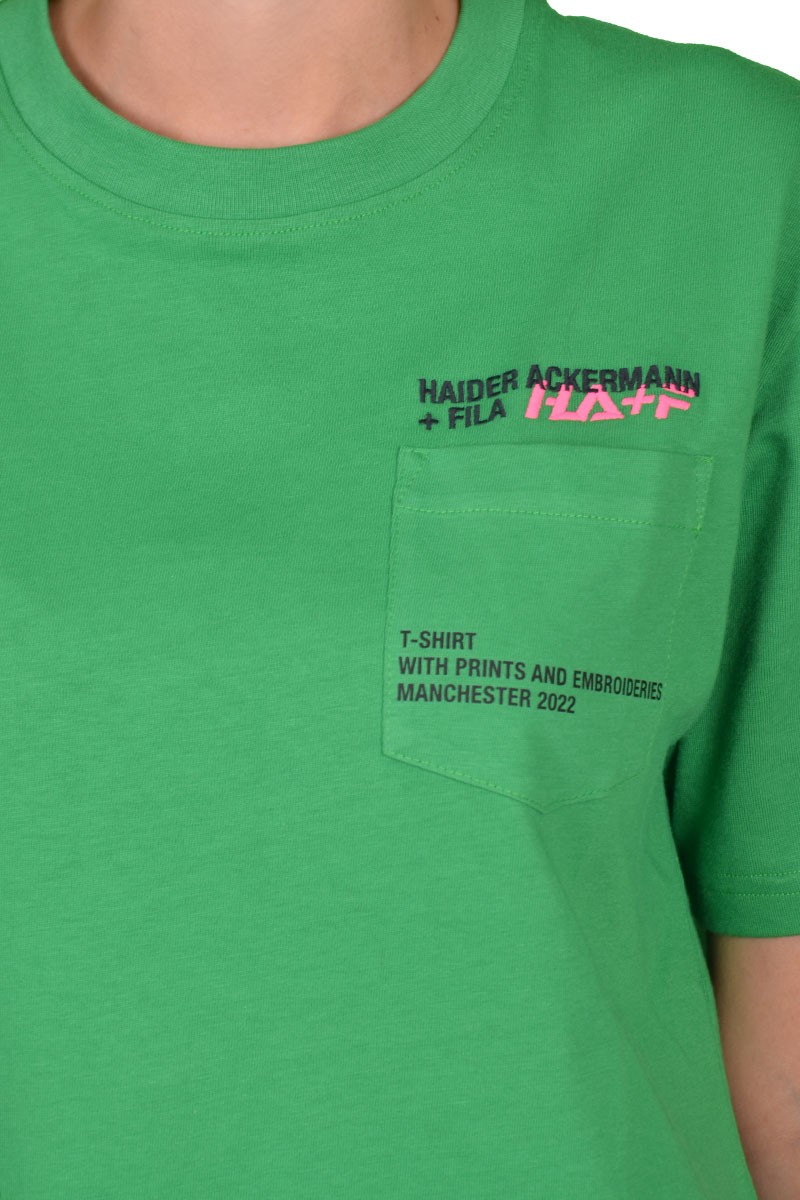 HAIDER ACKERMANN
+ FILA HA+F
T-SHIRT
WITH PRINTS AND EMBROIDERIES
MANCHESTER 2022